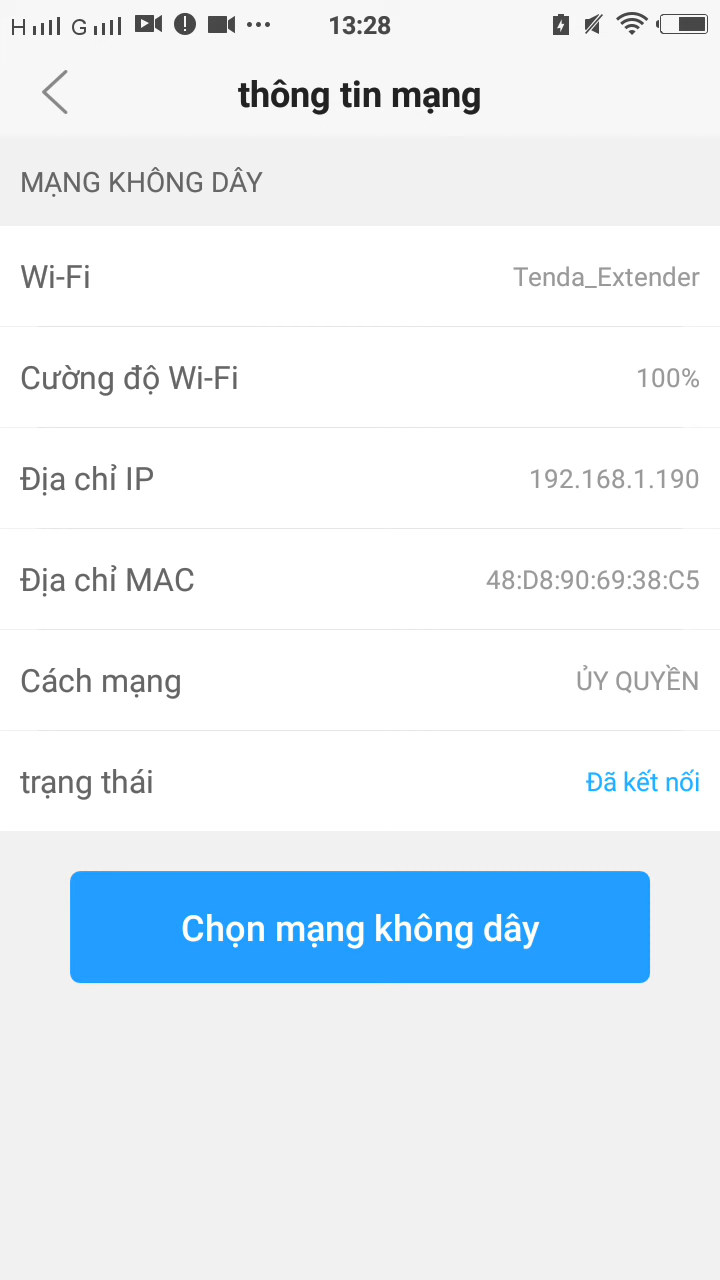 H G 13:28
thông tin mạng
MẠNG KHÔNG DÂY
Wi-Fi Tenda_Extender
Cường độ Wi-Fi 100%
Địa chỉ IP 192.168.1.190
Địa chỉ MAC 48:D8:90:69:38:C5
Cách mạng ỦY QUYỀN
trạng thái Đã kết nối
Chọn mạng không dây